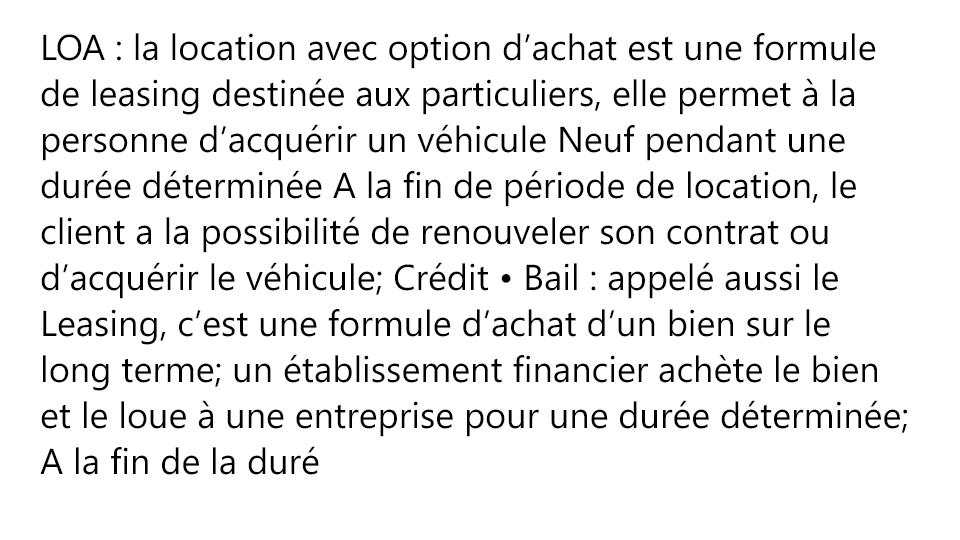 LOA : la location avec option d’achat est une formule
de leasing destinée aux particuliers, elle permet à la
personne d’acquérir un véhicule Neuf pendant une
durée déterminée A la fin de période de location, le
client a la possibilité de renouveler son contrat ou
d’acquérir le véhicule; Crédit • Bail : appelé aussi le
Leasing, c’est une formule d’achat d’un bien sur le
long terme; un établissement financier achète le bien
et le loue à une entreprise pour une durée déterminée;
A la fin de la duré